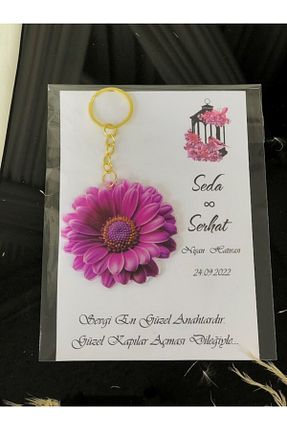 Seda
∞
Serhat
Nişan Hatırası
24.09.2022
Sevgi En Güzel Anahtardır.
Güzel Kapılar Açması Dileğiyle...